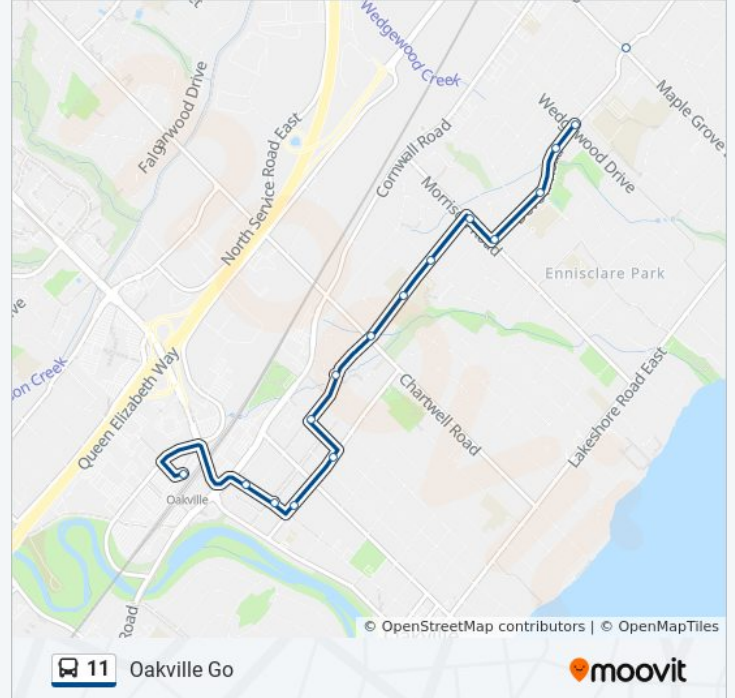 Wedgewood Creek
Falgarwood Drive
Maple Grove
North Service Road East
Wedgewood Drive
Cornwall Road
Ennisclare Park
Queen Elizabeth Way
Chartwell Road
Lakeshore Road East
Oakville
Road
© OpenStreetMap contributors | © OpenMapTiles
11 Oakville Go
moovit